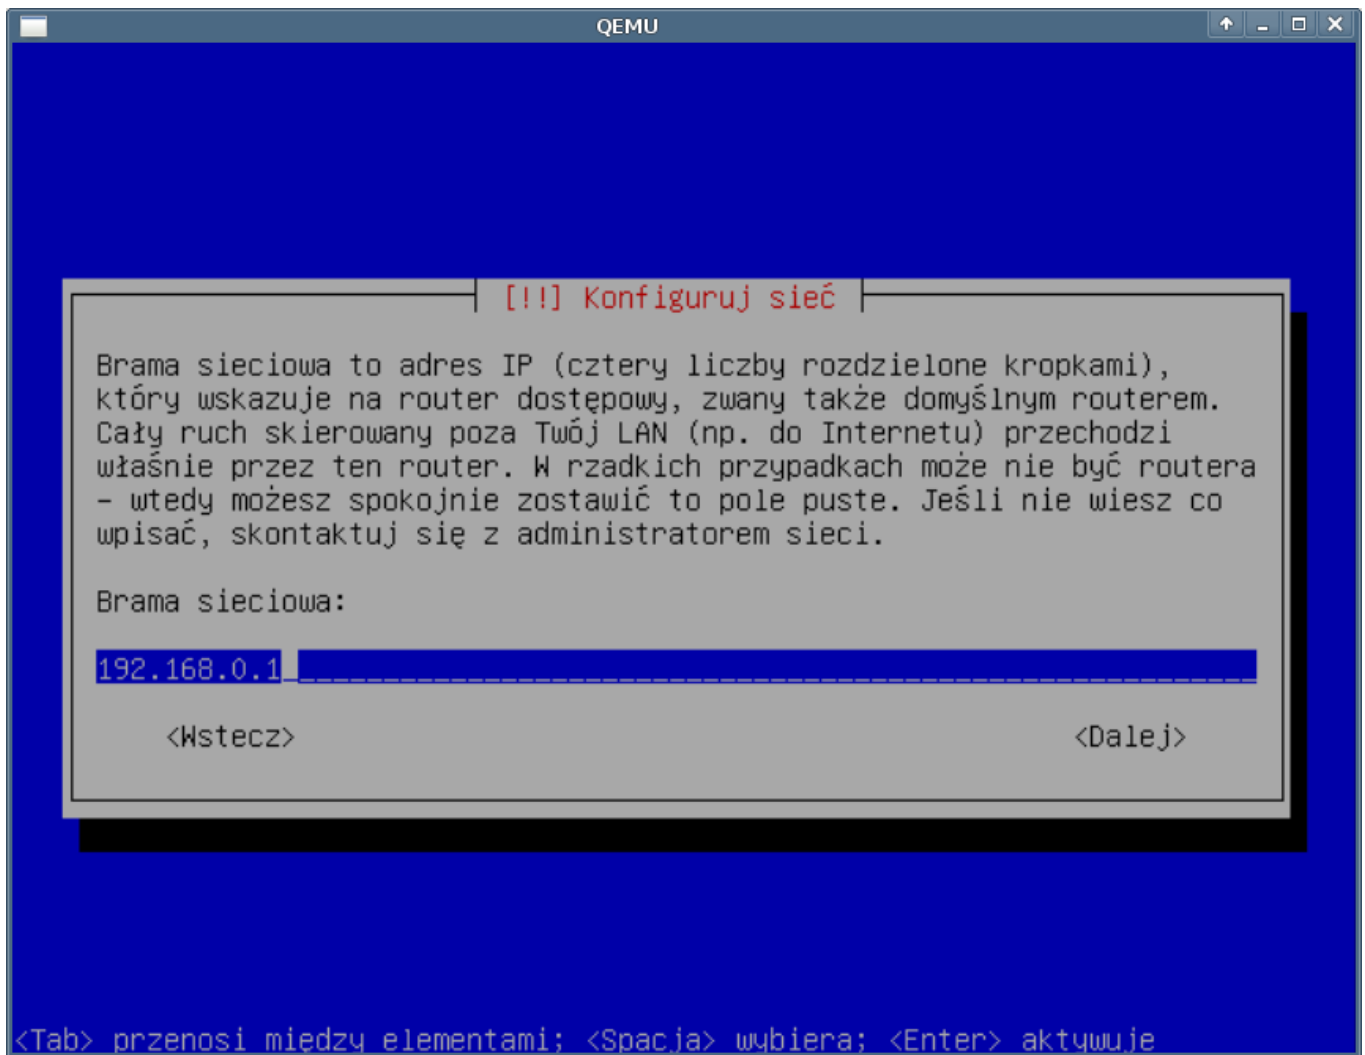 QEMU
[!!] Konfiguruj sieć
Brama sieciowa to adres IP (cztery liczby rozdzielone kropkami),
który wskazuje na router dostępowy, zwany także domyślnym routerem.
Cały ruch skierowany poza Twój LAN (np. do Internetu) przechodzi
właśnie przez ten router. W rzadkich przypadkach może nie być routera
– wtedy możesz spokojnie zostawić to pole puste. Jeśli nie wiesz co
wpisać, skontaktuj się z administratorem sieci.
Brama sieciowa:
192.168.0.1
<Wstecz> <Dalej>
<Tab> przenosi między elementami; <Spacja> wybiera; <Enter> aktywuje